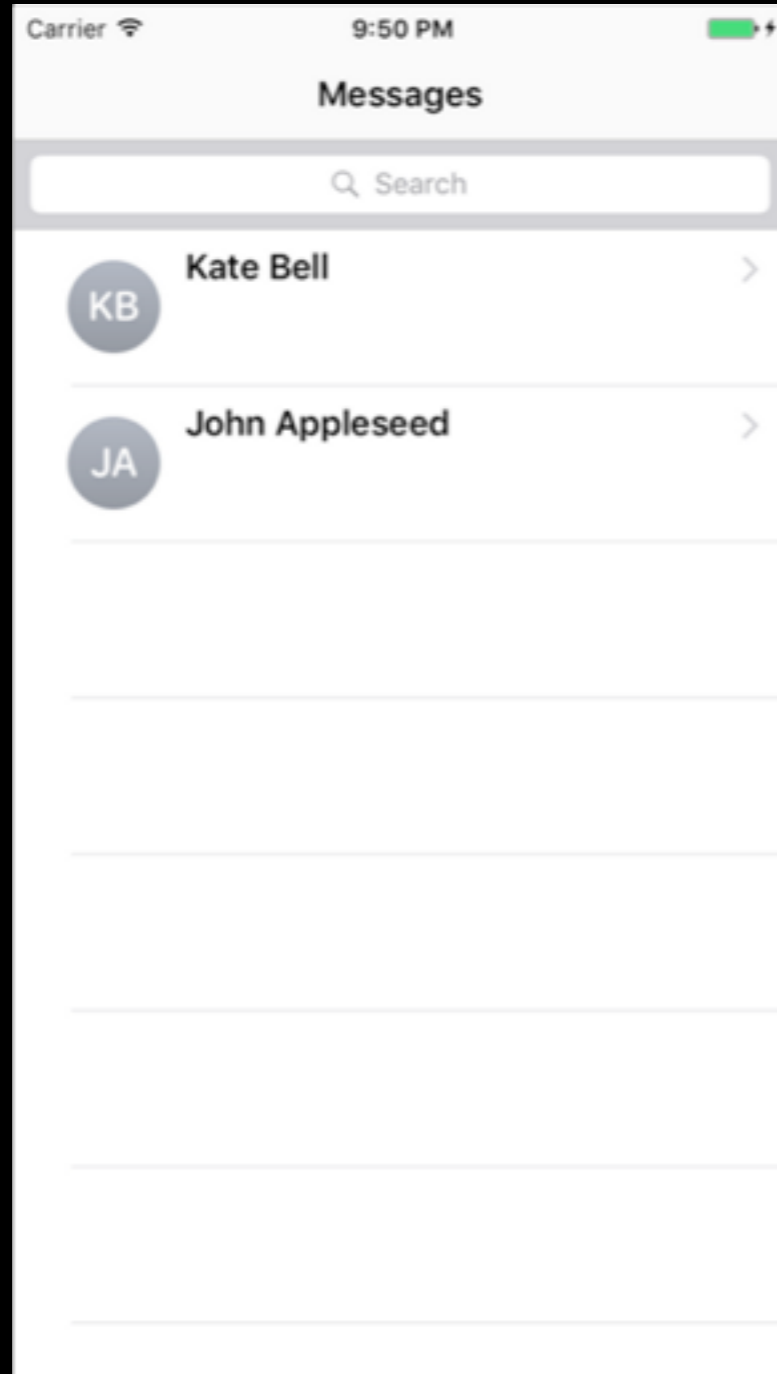 Carrier 9:50 PM
Messages
Search
Kate Bell
KB
John Appleseed
JA